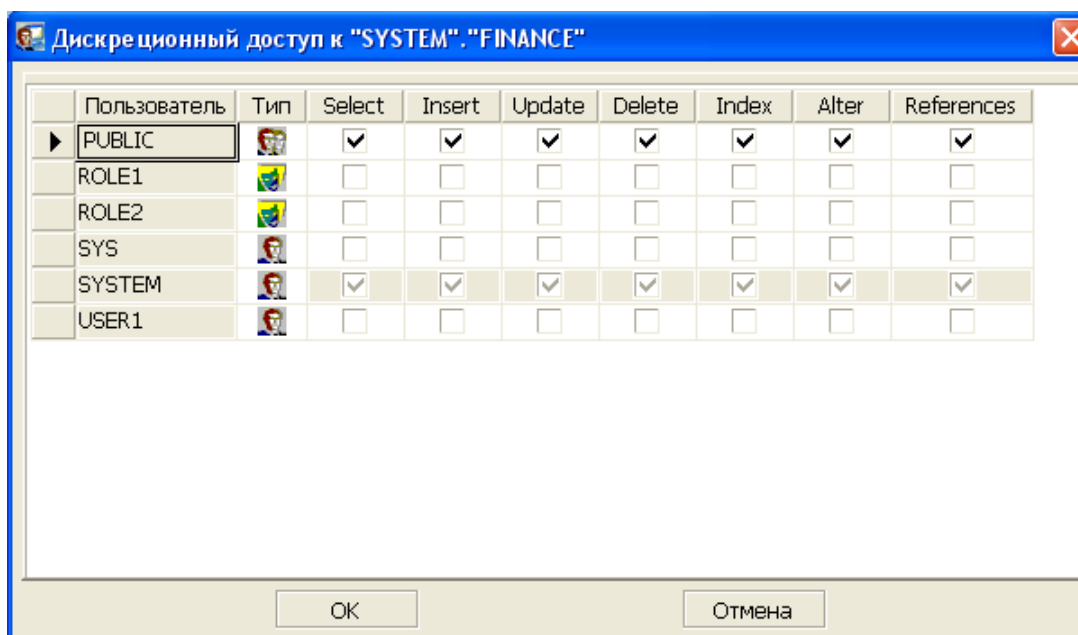 Дискреционный доступ к "SYSTEM"."FINANCE"
Пользователь Тип Select Insert Update Delete Index Alter References
PUBLIC
ROLE1
ROLE2
SYS
SYSTEM
USER1
OK Отмена